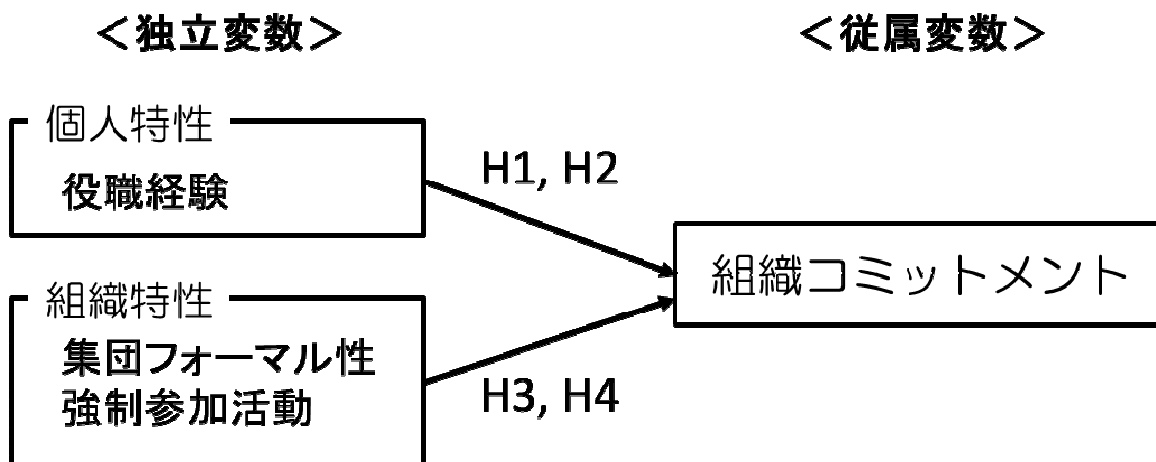 ＜独立変数＞
＜従属変数＞
個人特性
役職経験
H1, H2
組織コミットメント
組織特性
集団フォーマル性
強制参加活動
H3, H4